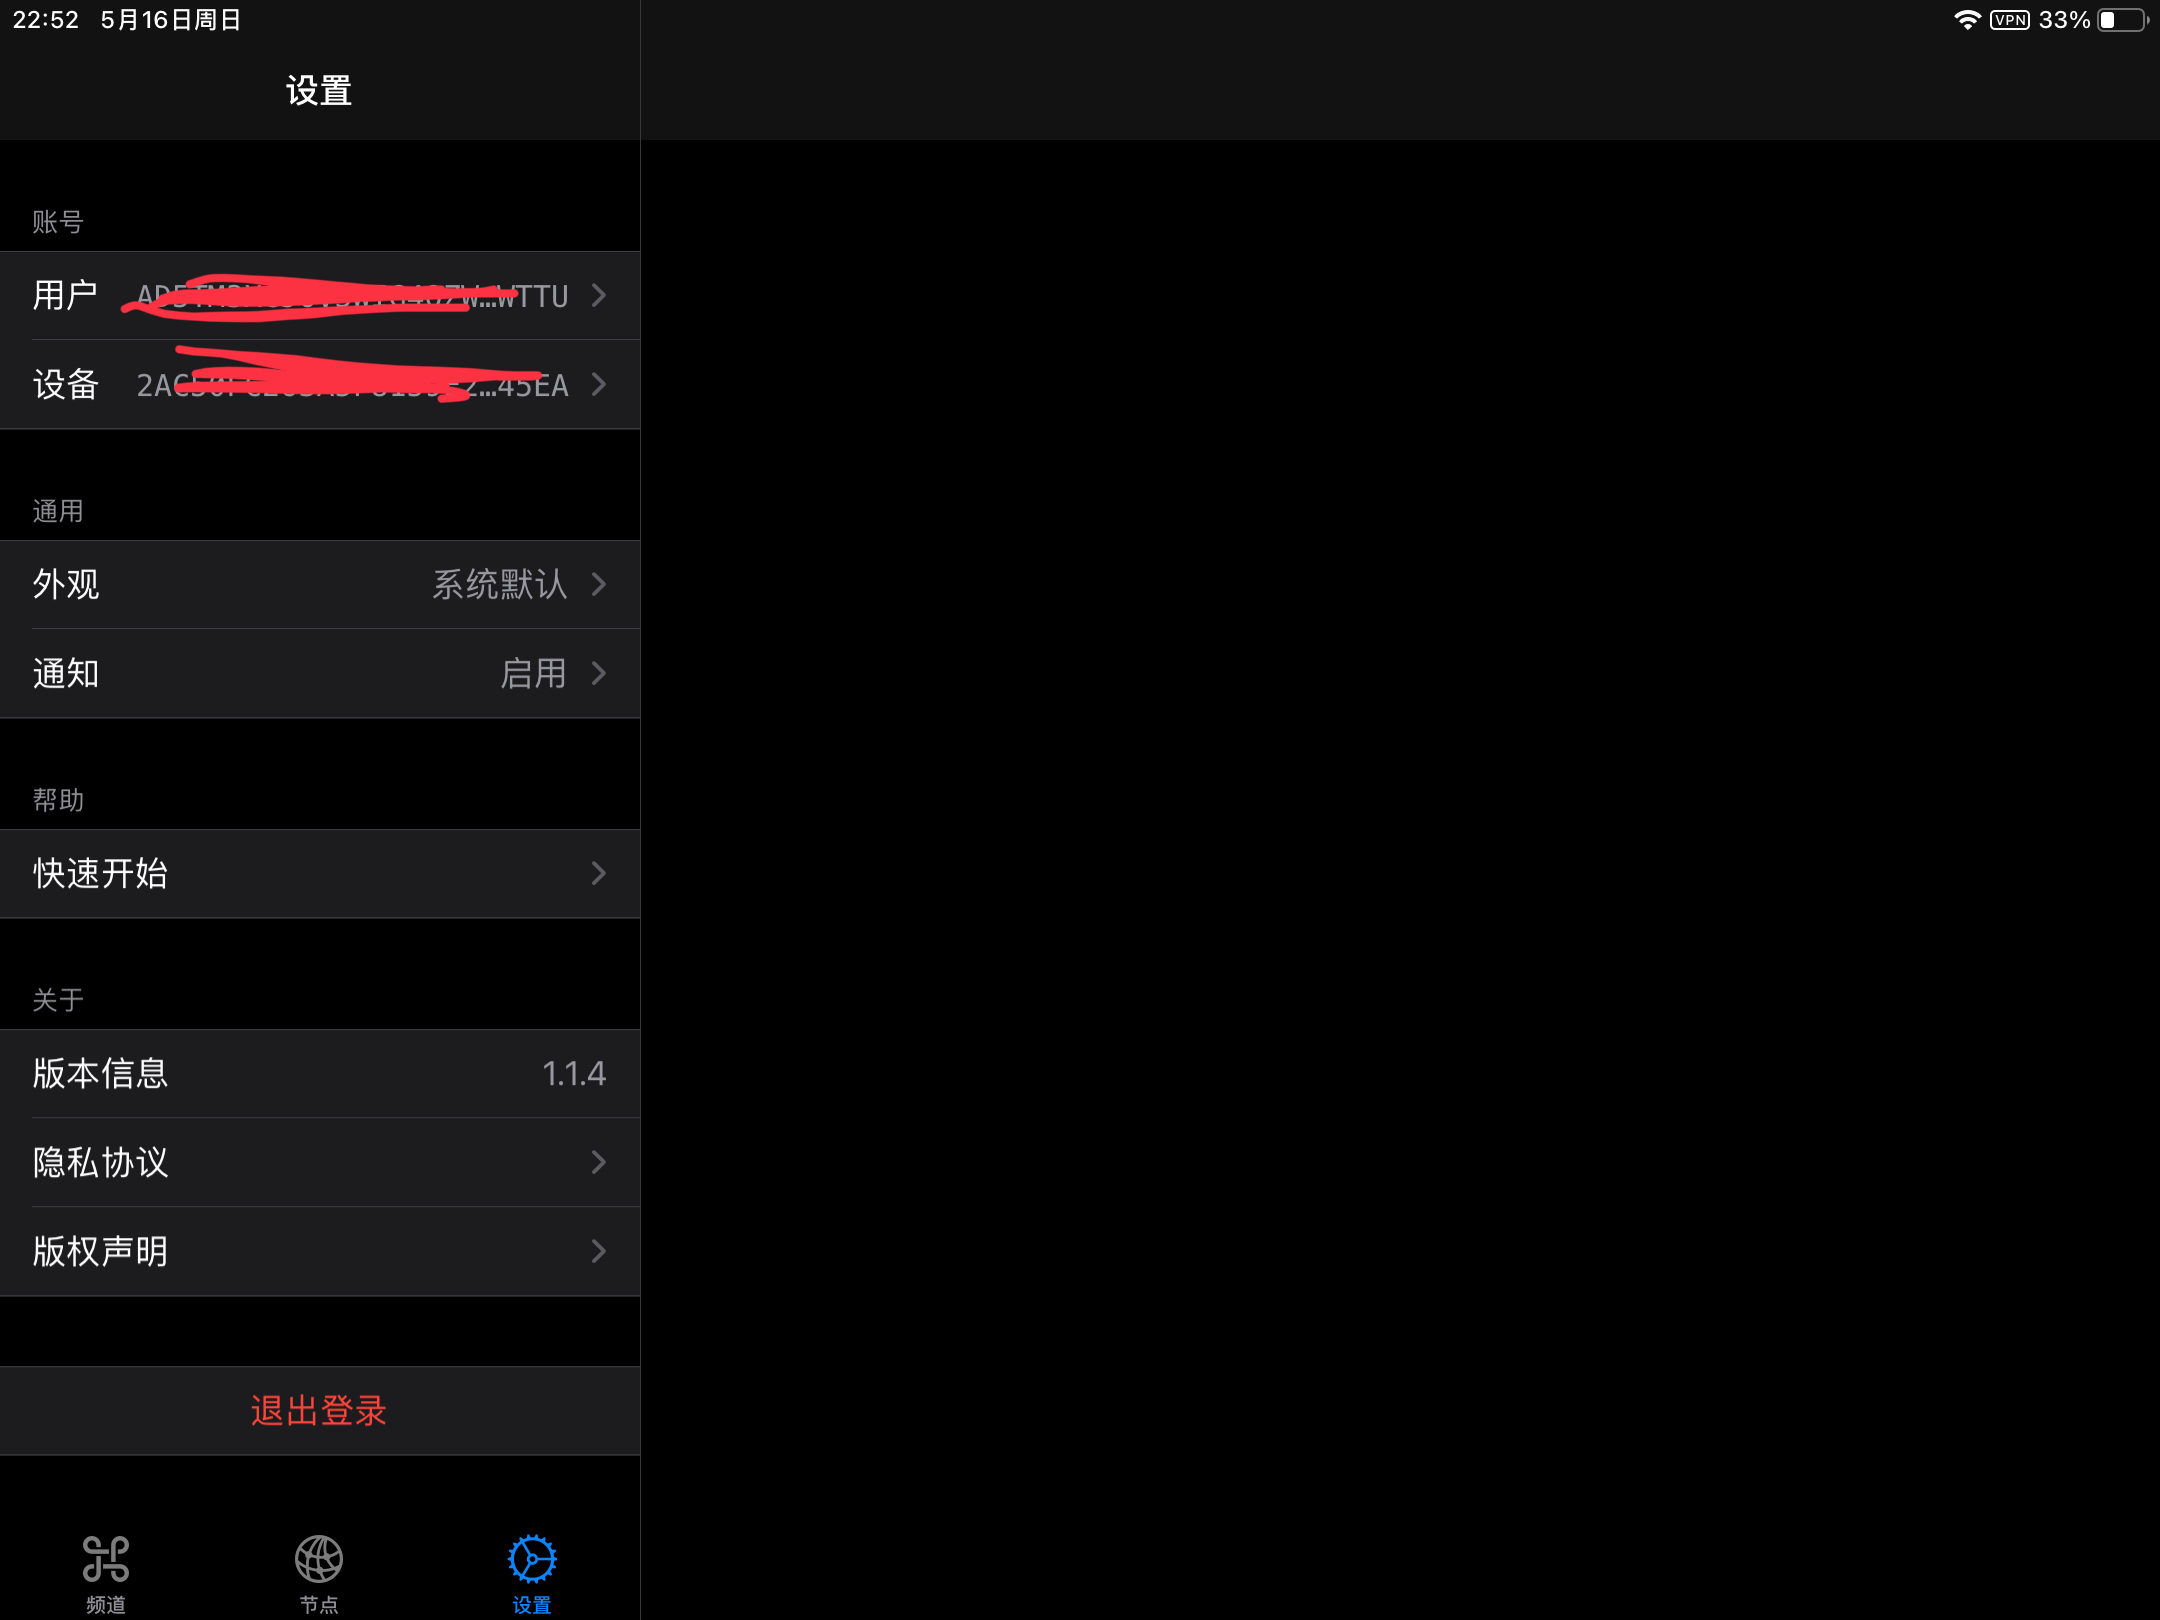 22:52 5月16日周日
VPN 33%
设置
账号
用户 …WTTU
设备 2AC …45EA
通用
外观 系统默认
通知 启用
帮助
快速开始
关于
版本信息 1.1.4
隐私协议
版权声明
退出登录
频道 节点 设置